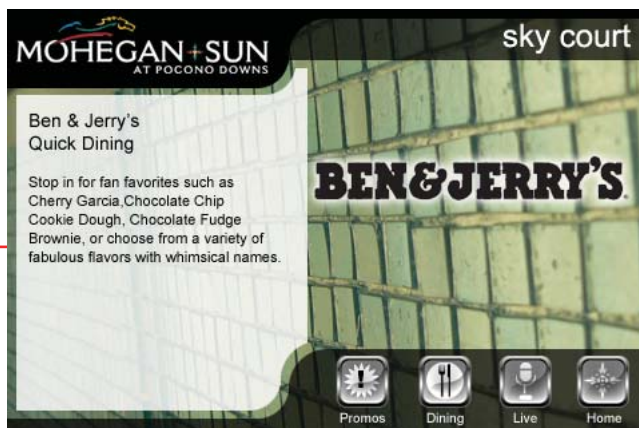 MOHEGAN SUN
AT POCONO DOWNS
sky court
Ben & Jerry's
Quick Dining
Stop in for fan favorites such as
Cherry Garcia,Chocolate Chip
Cookie Dough, Chocolate Fudge
Brownie, or choose from a variety of
fabulous flavors with whimsical names.
BEN&JERRY'S
Promos
Dining
Live
Home